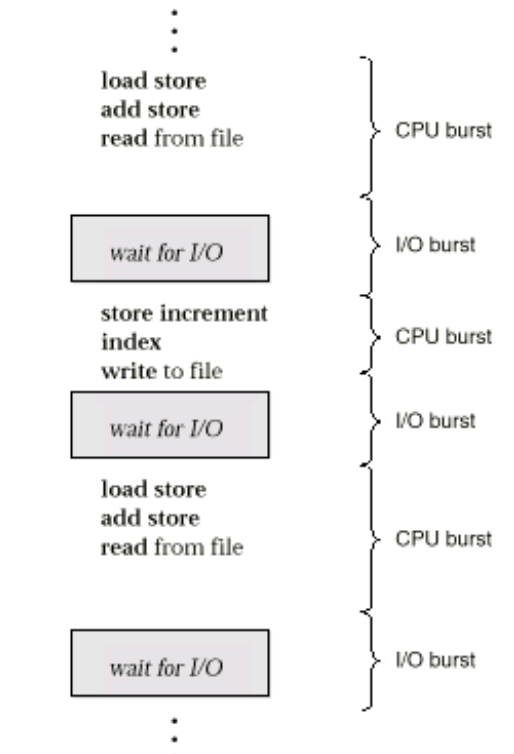 load store
add store
read from file
CPU burst
wait for I/O
I/O burst
store increment
index
write to file
CPU burst
wait for I/O
I/O burst
load store
add store
read from file
CPU burst
wait for I/O
I/O burst